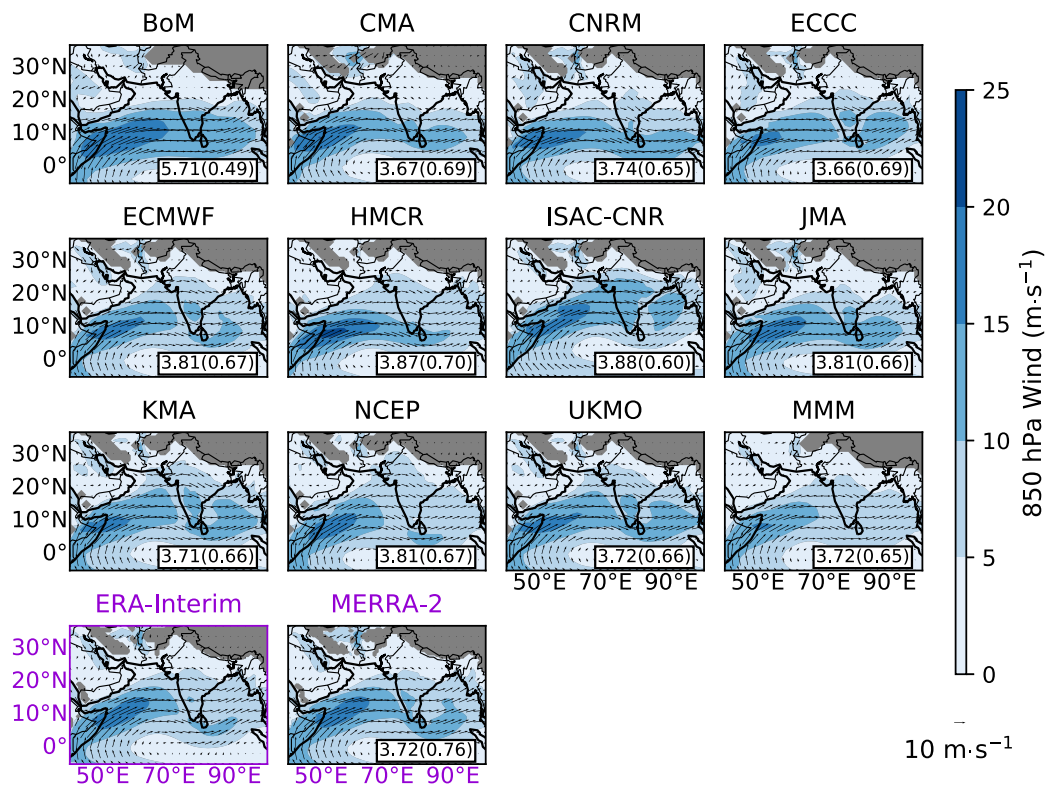 BoM CMA CNRM ECCC
30°N
20°N
10°N
0°
5.71(0.49) 3.67(0.69) 3.74(0.65) 3.66(0.69)
ECMWF HMCR ISAC-CNR JMA
30°N
20°N
10°N
0°
3.81(0.67) 3.87(0.70) 3.88(0.60) 3.81(0.66)
KMA NCEP UKMO MMM
30°N
20°N
10°N
0°
3.71(0.66) 3.81(0.67) 3.72(0.66) 3.72(0.65)
50°E 70°E 90°E 50°E 70°E 90°E
ERA-Interim MERRA-2
30°N
20°N
10°N
0°
3.72(0.76)
50°E 70°E 90°E 50°E 70°E 90°E
25
20
15
10
5
0
850 hPa Wind (m·s⁻¹)
10 m·s⁻¹